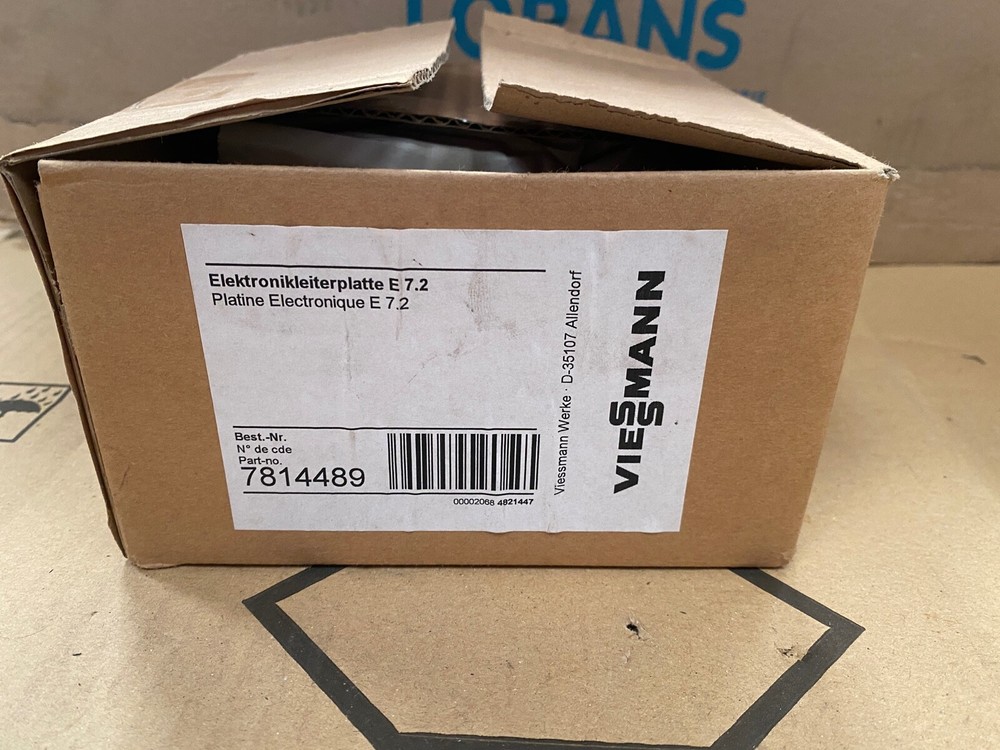 LORANS
Elektronikleiterplatte E 7.2
Platine Electronique E 7.2
Best.-Nr.
N° de cde
Part-no.
7814489
00002068 4821447
Viessmann Werke · D-35107 Allendorf
VIESSMANN